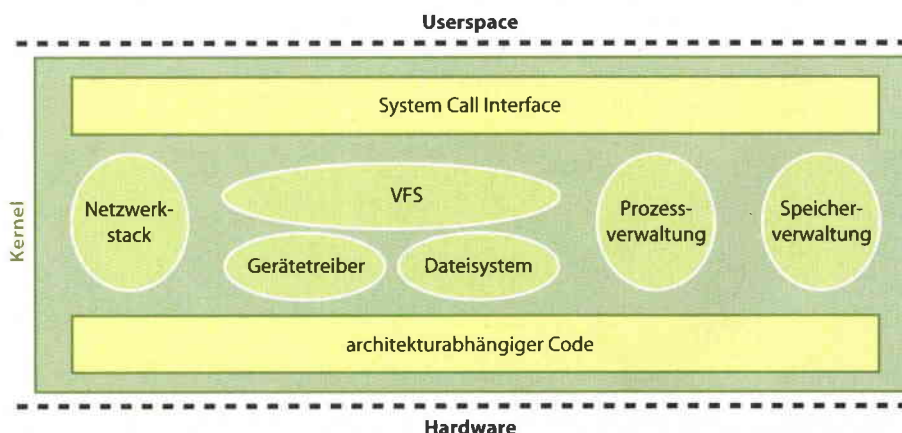 Userspace
System Call Interface
Kernel
Netzwerk-
stack
VFS
Gerätetreiber
Dateisystem
Prozess-
verwaltung
Speicher-
verwaltung
architekturabhängiger Code
Hardware